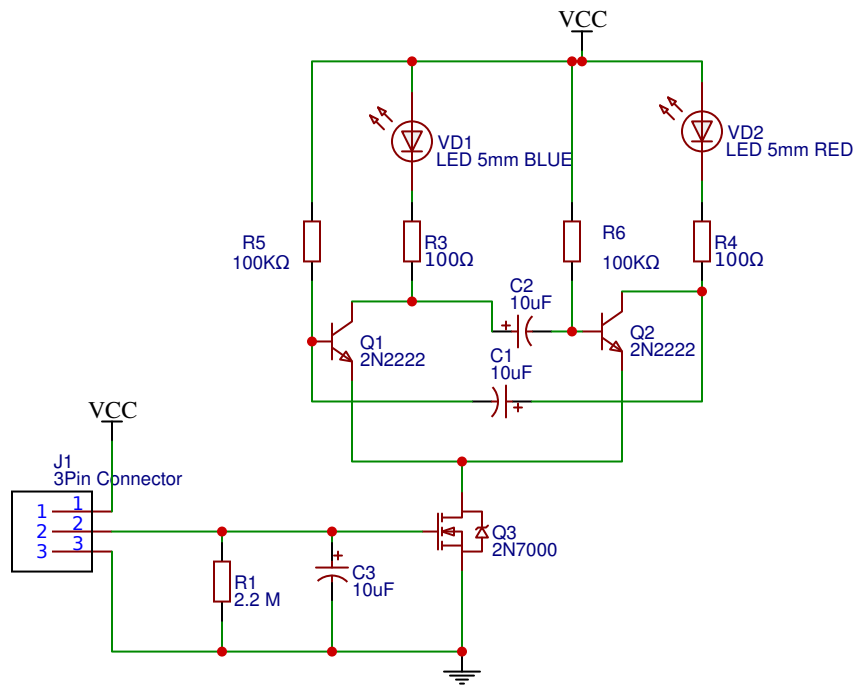 VCC
VD1
LED 5mm BLUE
VD2
LED 5mm RED
R5
100KΩ
R3
100Ω
R6
100KΩ
R4
100Ω
C2
10uF
+
Q1
2N2222
Q2
2N2222
C1
10uF
+
VCC
J1
3Pin Connector
1 1
2 2
3 3
Q3
2N7000
R1
2.2 M
+
C3
10uF